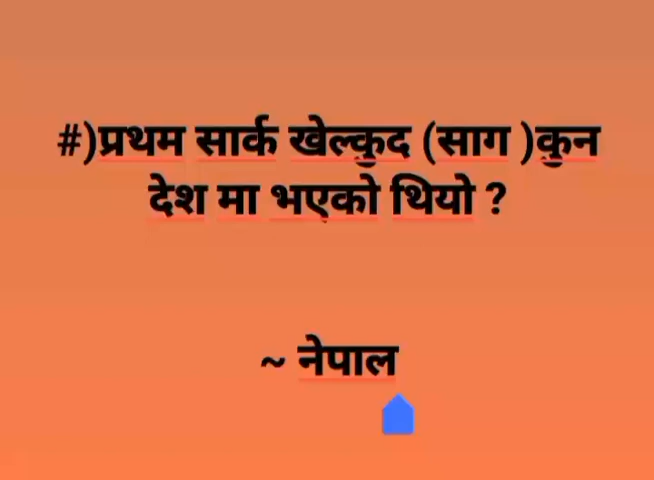 #)प्रथम सार्क खेल्कुद (साग )कुन
देश मा भएको थियो ?
~ नेपाल